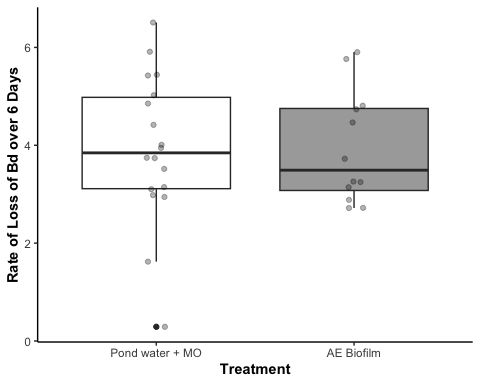 Rate of Loss of Bd over 6 Days
6
4
2
0
Pond water + MO
AE Biofilm
Treatment